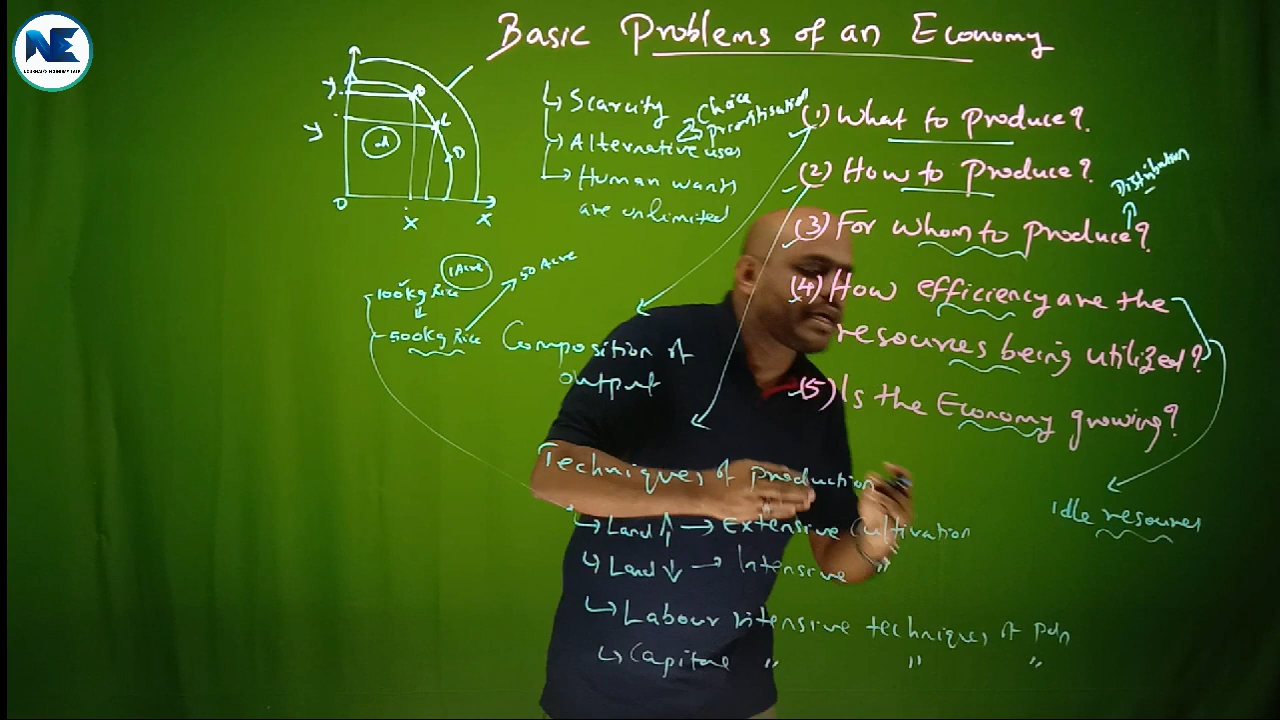 NE
Basic Problems of an Economy
Scarcity
Choice
prioritisation
Alternative uses
Human wants
are unlimited
(1) What to Produce?
(2) How to Produce?
Distribution
(3) For whom to produce?
(4) How efficiency are the
resources being utilized?
(5) Is the Economy growing?
Idle resources
y
y
A
B
C
D
O
X
X
100kg Rice
1 Acre
50 Acre
500kg Rice
Composition of
output
Techniques of production
Land ↑ → Extensive Cultivation
Land ↓ → Intensive "
Labour intensive techniques of Pdn
Capital " " "